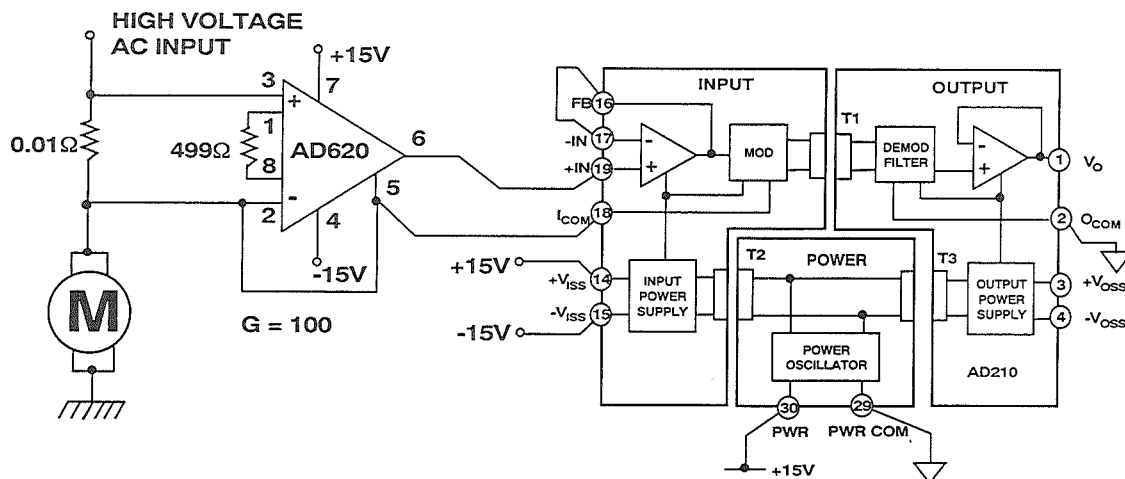 HIGH VOLTAGE
AC INPUT
+15V
3
7
+
1
0.01Ω
499Ω
AD620
6
8
5
-
2
4
-15V
M
G = 100
INPUT
OUTPUT
FB
16
T1
-IN
17
-
+IN
19
+
MOD
DEMOD
FILTER
-
+
1
VO
ICOM
18
2
OCOM
+15V
+VISS
14
INPUT
POWER
SUPPLY
T2
POWER
T3
OUTPUT
POWER
SUPPLY
3
+VOSS
-15V
-VISS
15
4
-VOSS
POWER
OSCILLATOR
AD210
30
29
PWR
PWR COM
+15V